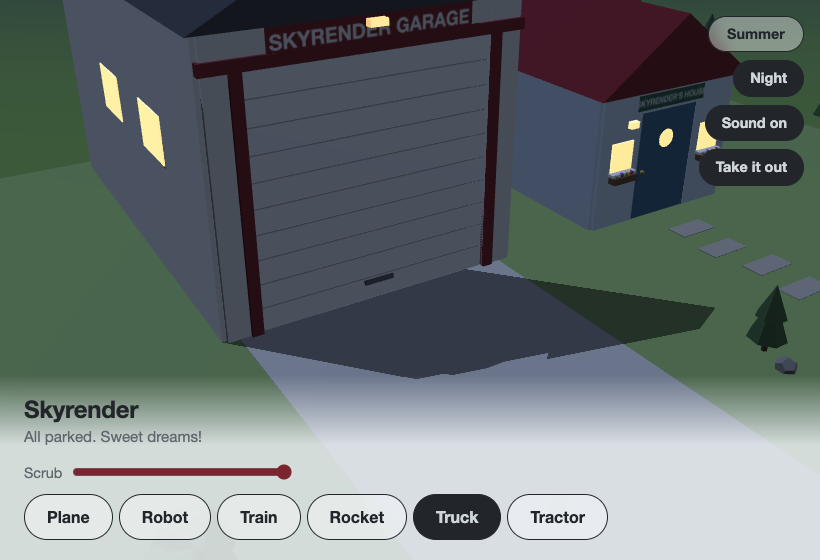 SKYRENDER GARAGE
SKYRENDER'S HOUSE
Summer
Night
Sound on
Take it out
Skyrender
All parked. Sweet dreams!
Scrub
Plane
Robot
Train
Rocket
Truck
Tractor